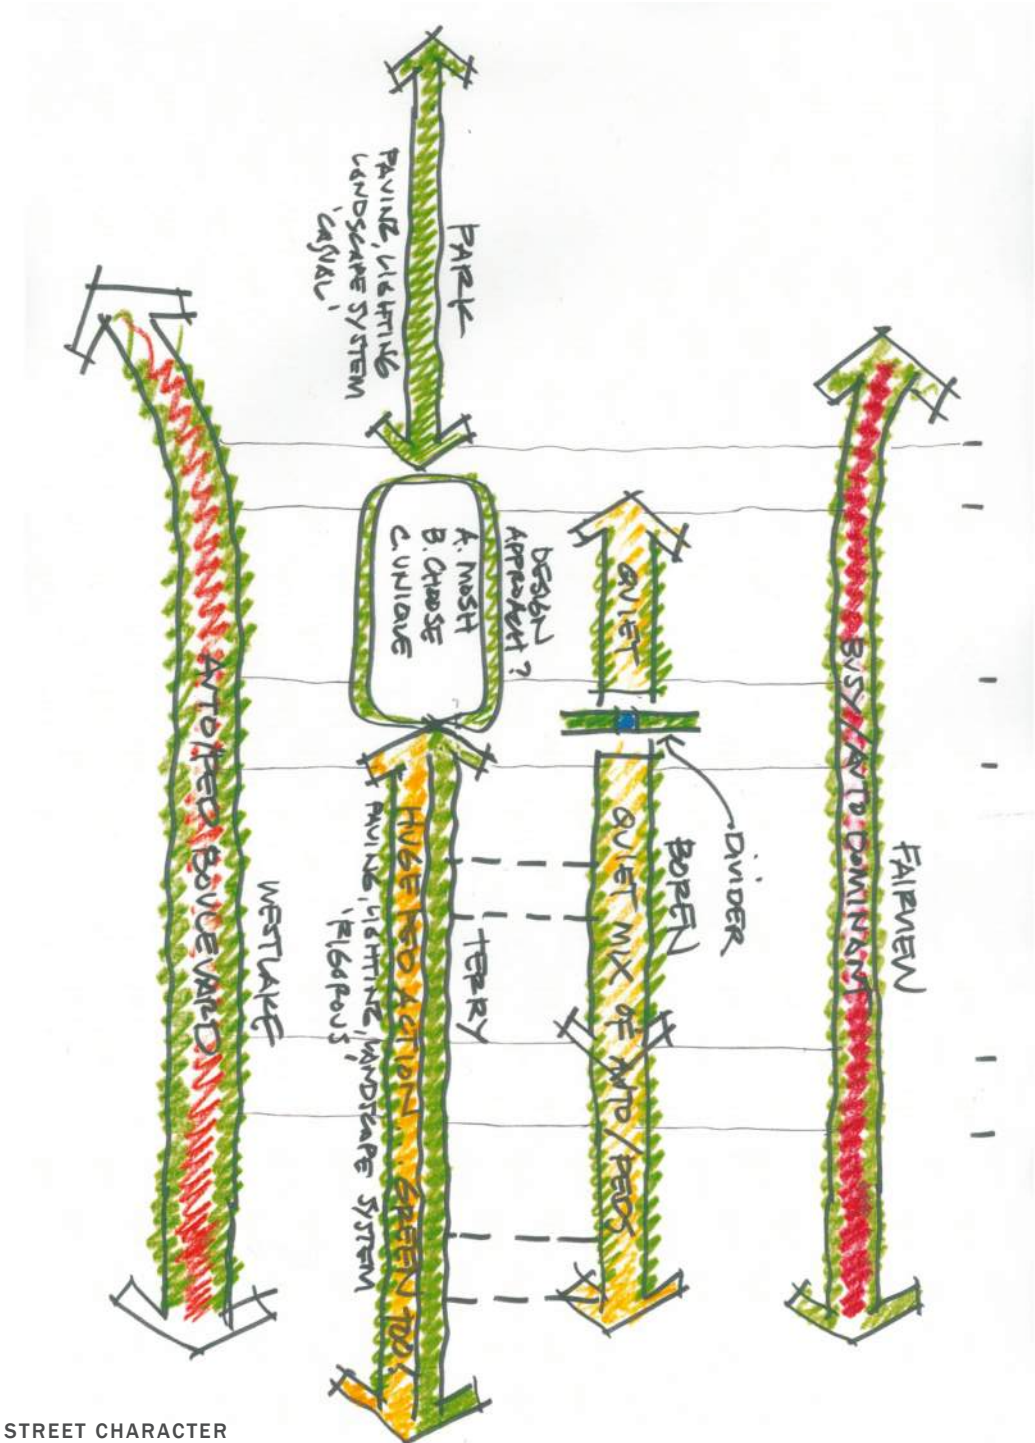 PARK
PAVING, LIGHTING
LANDSCAPE SYSTEM
'CASUAL'
DESIGN
APPROACH?
A. MOSH
B. CHOOSE
C. UNIQUE
QUIET
DIVIDER
BOREN
QUIET MIX OF AUTO/PEDS
BUSY/AUTO DOMINANT
FAIRVIEW
TERRY
HUGE PED ACTION. GREEN TOO!
PAVING, LIGHTING, LANDSCAPE SYSTEM
'RIGOROUS'
WESTLAKE
AUTO/PED BOULEVARD
STREET CHARACTER